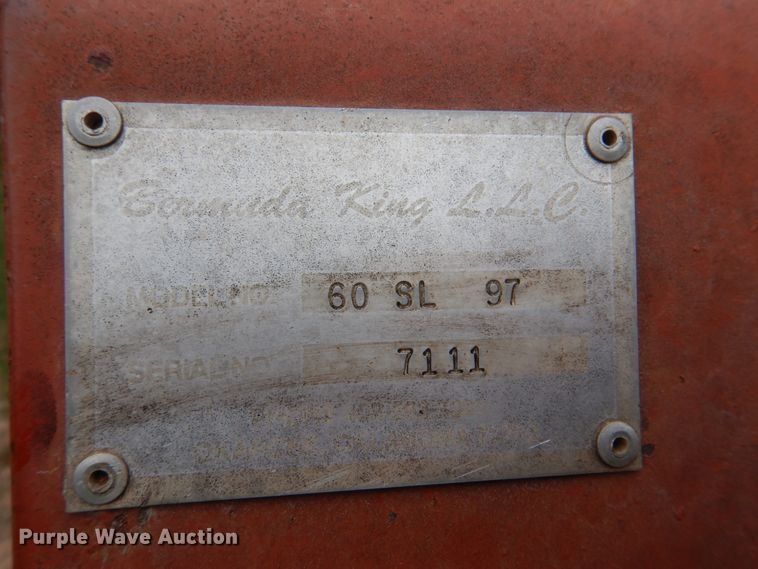 Bermuda King L.L.C.
MODEL NO. 60 SL 97
SERIAL NO. 7111
Purple Wave Auction®